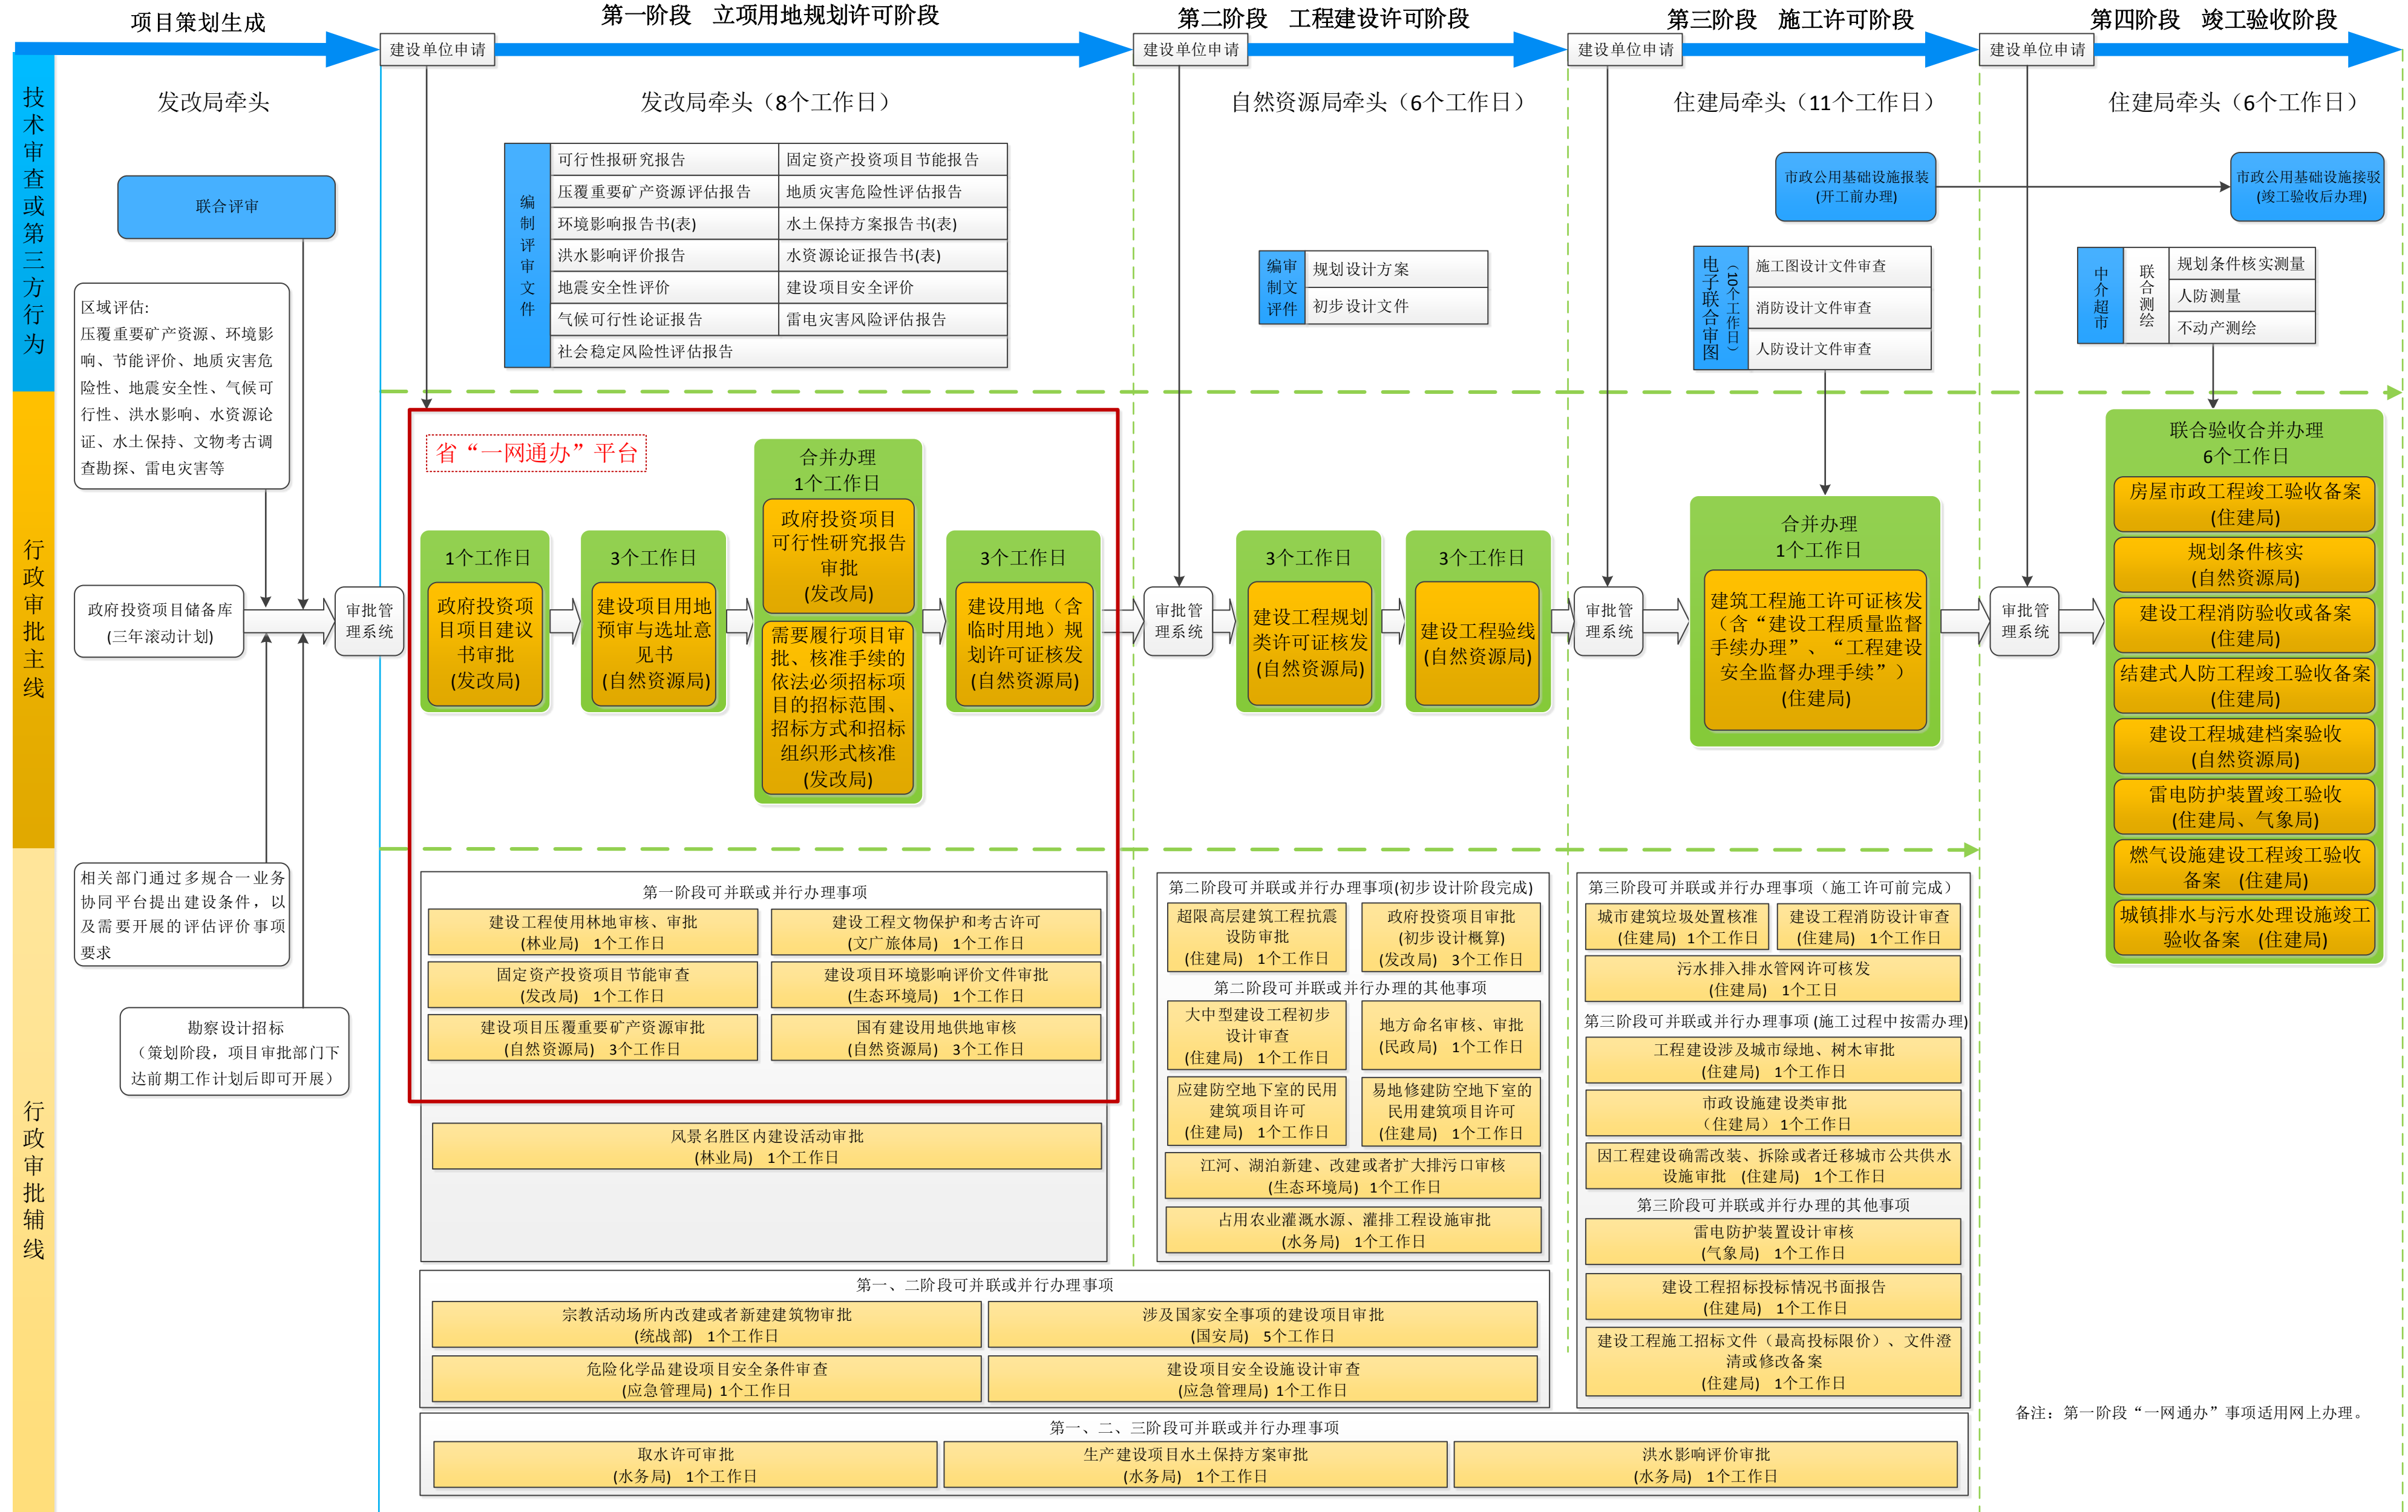 项目策划生成
第一阶段　立项用地规划许可阶段
第二阶段　工程建设许可阶段
第三阶段　施工许可阶段
第四阶段　竣工验收阶段
建设单位申请
建设单位申请
建设单位申请
建设单位申请
技术审查或第三方行为
发改局牵头
发改局牵头（8个工作日）
自然资源局牵头（6个工作日）
住建局牵头（11个工作日）
住建局牵头（6个工作日）
联合评审
区域评估:
压覆重要矿产资源、环境影
响、节能评价、地质灾害危
险性、地震安全性、气候可
行性、洪水影响、水资源论
证、水土保持、文物考古调
查勘探、雷电灾害等
编制评审文件
可行性报研究报告
固定资产投资项目节能报告
压覆重要矿产资源评估报告
地质灾害危险性评估报告
环境影响报告书(表)
水土保持方案报告书(表)
洪水影响评价报告
水资源论证报告书(表)
地震安全性评价
建设项目安全评价
气候可行性论证报告
雷电灾害风险评估报告
社会稳定风险性评估报告
编审
制文
评件
规划设计方案
初步设计文件
市政公用基础设施报装
(开工前办理)
市政公用基础设施接驳
(竣工验收后办理)
电子联合审图
（10个工作日）
施工图设计文件审查
消防设计文件审查
人防设计文件审查
中介超市
联合测绘
规划条件核实测量
人防测量
不动产测绘
行政审批主线
政府投资项目储备库
(三年滚动计划)
审批管
理系统
省“一网通办”平台
1个工作日
政府投资项
目项目建议
书审批
(发改局)
3个工作日
建设项目用地
预审与选址意
见书
(自然资源局)
合并办理
1个工作日
政府投资项目
可行性研究报告
审批
(发改局)
需要履行项目审
批、核准手续的
依法必须招标项
目的招标范围、
招标方式和招标
组织形式核准
(发改局)
3个工作日
建设用地（含
临时用地）规
划许可证核发
(自然资源局)
审批管
理系统
3个工作日
建设工程规划
类许可证核发
(自然资源局)
3个工作日
建设工程验线
(自然资源局)
审批管
理系统
合并办理
1个工作日
建筑工程施工许可证核发
（含“建设工程质量监督
手续办理”、“工程建设
安全监督办理手续”）
(住建局)
审批管
理系统
联合验收合并办理
6个工作日
房屋市政工程竣工验收备案
(住建局)
规划条件核实
(自然资源局)
建设工程消防验收或备案
(住建局)
结建式人防工程竣工验收备案
(住建局)
建设工程城建档案验收
(自然资源局)
雷电防护装置竣工验收
(住建局、气象局)
燃气设施建设工程竣工验收
备案　(住建局)
城镇排水与污水处理设施竣工
验收备案　(住建局)
行政审批辅线
相关部门通过多规合一业务
协同平台提出建设条件，以
及需要开展的评估评价事项
要求
勘察设计招标
（策划阶段，项目审批部门下
达前期工作计划后即可开展）
第一阶段可并联或并行办理事项
建设工程使用林地审核、审批
(林业局)　1个工作日
建设工程文物保护和考古许可
(文广旅体局)　1个工作日
固定资产投资项目节能审查
(发改局)　1个工作日
建设项目环境影响评价文件审批
(生态环境局)　1个工作日
建设项目压覆重要矿产资源审批
(自然资源局)　3个工作日
国有建设用地供地审核
(自然资源局)　3个工作日
风景名胜区内建设活动审批
(林业局)　1个工作日
第二阶段可并联或并行办理事项(初步设计阶段完成)
超限高层建筑工程抗震
设防审批
(住建局)　1个工作日
政府投资项目审批
(初步设计概算)
(发改局)　3个工作日
第二阶段可并联或并行办理的其他事项
大中型建设工程初步
设计审查
(住建局)　1个工作日
地方命名审核、审批
(民政局)　1个工作日
应建防空地下室的民用
建筑项目许可
(住建局)　1个工作日
易地修建防空地下室的
民用建筑项目许可
(住建局)　1个工作日
江河、湖泊新建、改建或者扩大排污口审核
(生态环境局)　1个工作日
占用农业灌溉水源、灌排工程设施审批
(水务局)　1个工作日
第三阶段可并联或并行办理事项（施工许可前完成）
城市建筑垃圾处置核准
(住建局)　1个工作日
建设工程消防设计审查
(住建局)　1个工作日
污水排入排水管网许可核发
(住建局)　1个工日
第三阶段可并联或并行办理事项 (施工过程中按需办理)
工程建设涉及城市绿地、树木审批
(住建局)　1个工作日
市政设施建设类审批
（住建局）1个工作日
因工程建设确需改装、拆除或者迁移城市公共供水
设施审批　(住建局)　1个工作日
第三阶段可并联或并行办理的其他事项
雷电防护装置设计审核
(气象局)　1个工作日
建设工程招标投标情况书面报告
(住建局)　1个工作日
建设工程施工招标文件（最高投标限价）、文件澄
清或修改备案
(住建局)　1个工作日
第一、二阶段可并联或并行办理事项
宗教活动场所内改建或者新建建筑物审批
(统战部)　1个工作日
涉及国家安全事项的建设项目审批
(国安局)　5个工作日
危险化学品建设项目安全条件审查
(应急管理局) 1个工作日
建设项目安全设施设计审查
(应急管理局) 1个工作日
第一、二、三阶段可并联或并行办理事项
取水许可审批
(水务局)　1个工作日
生产建设项目水土保持方案审批
(水务局)　1个工作日
洪水影响评价审批
(水务局)　1个工作日
备注：第一阶段“一网通办”事项适用网上办理。